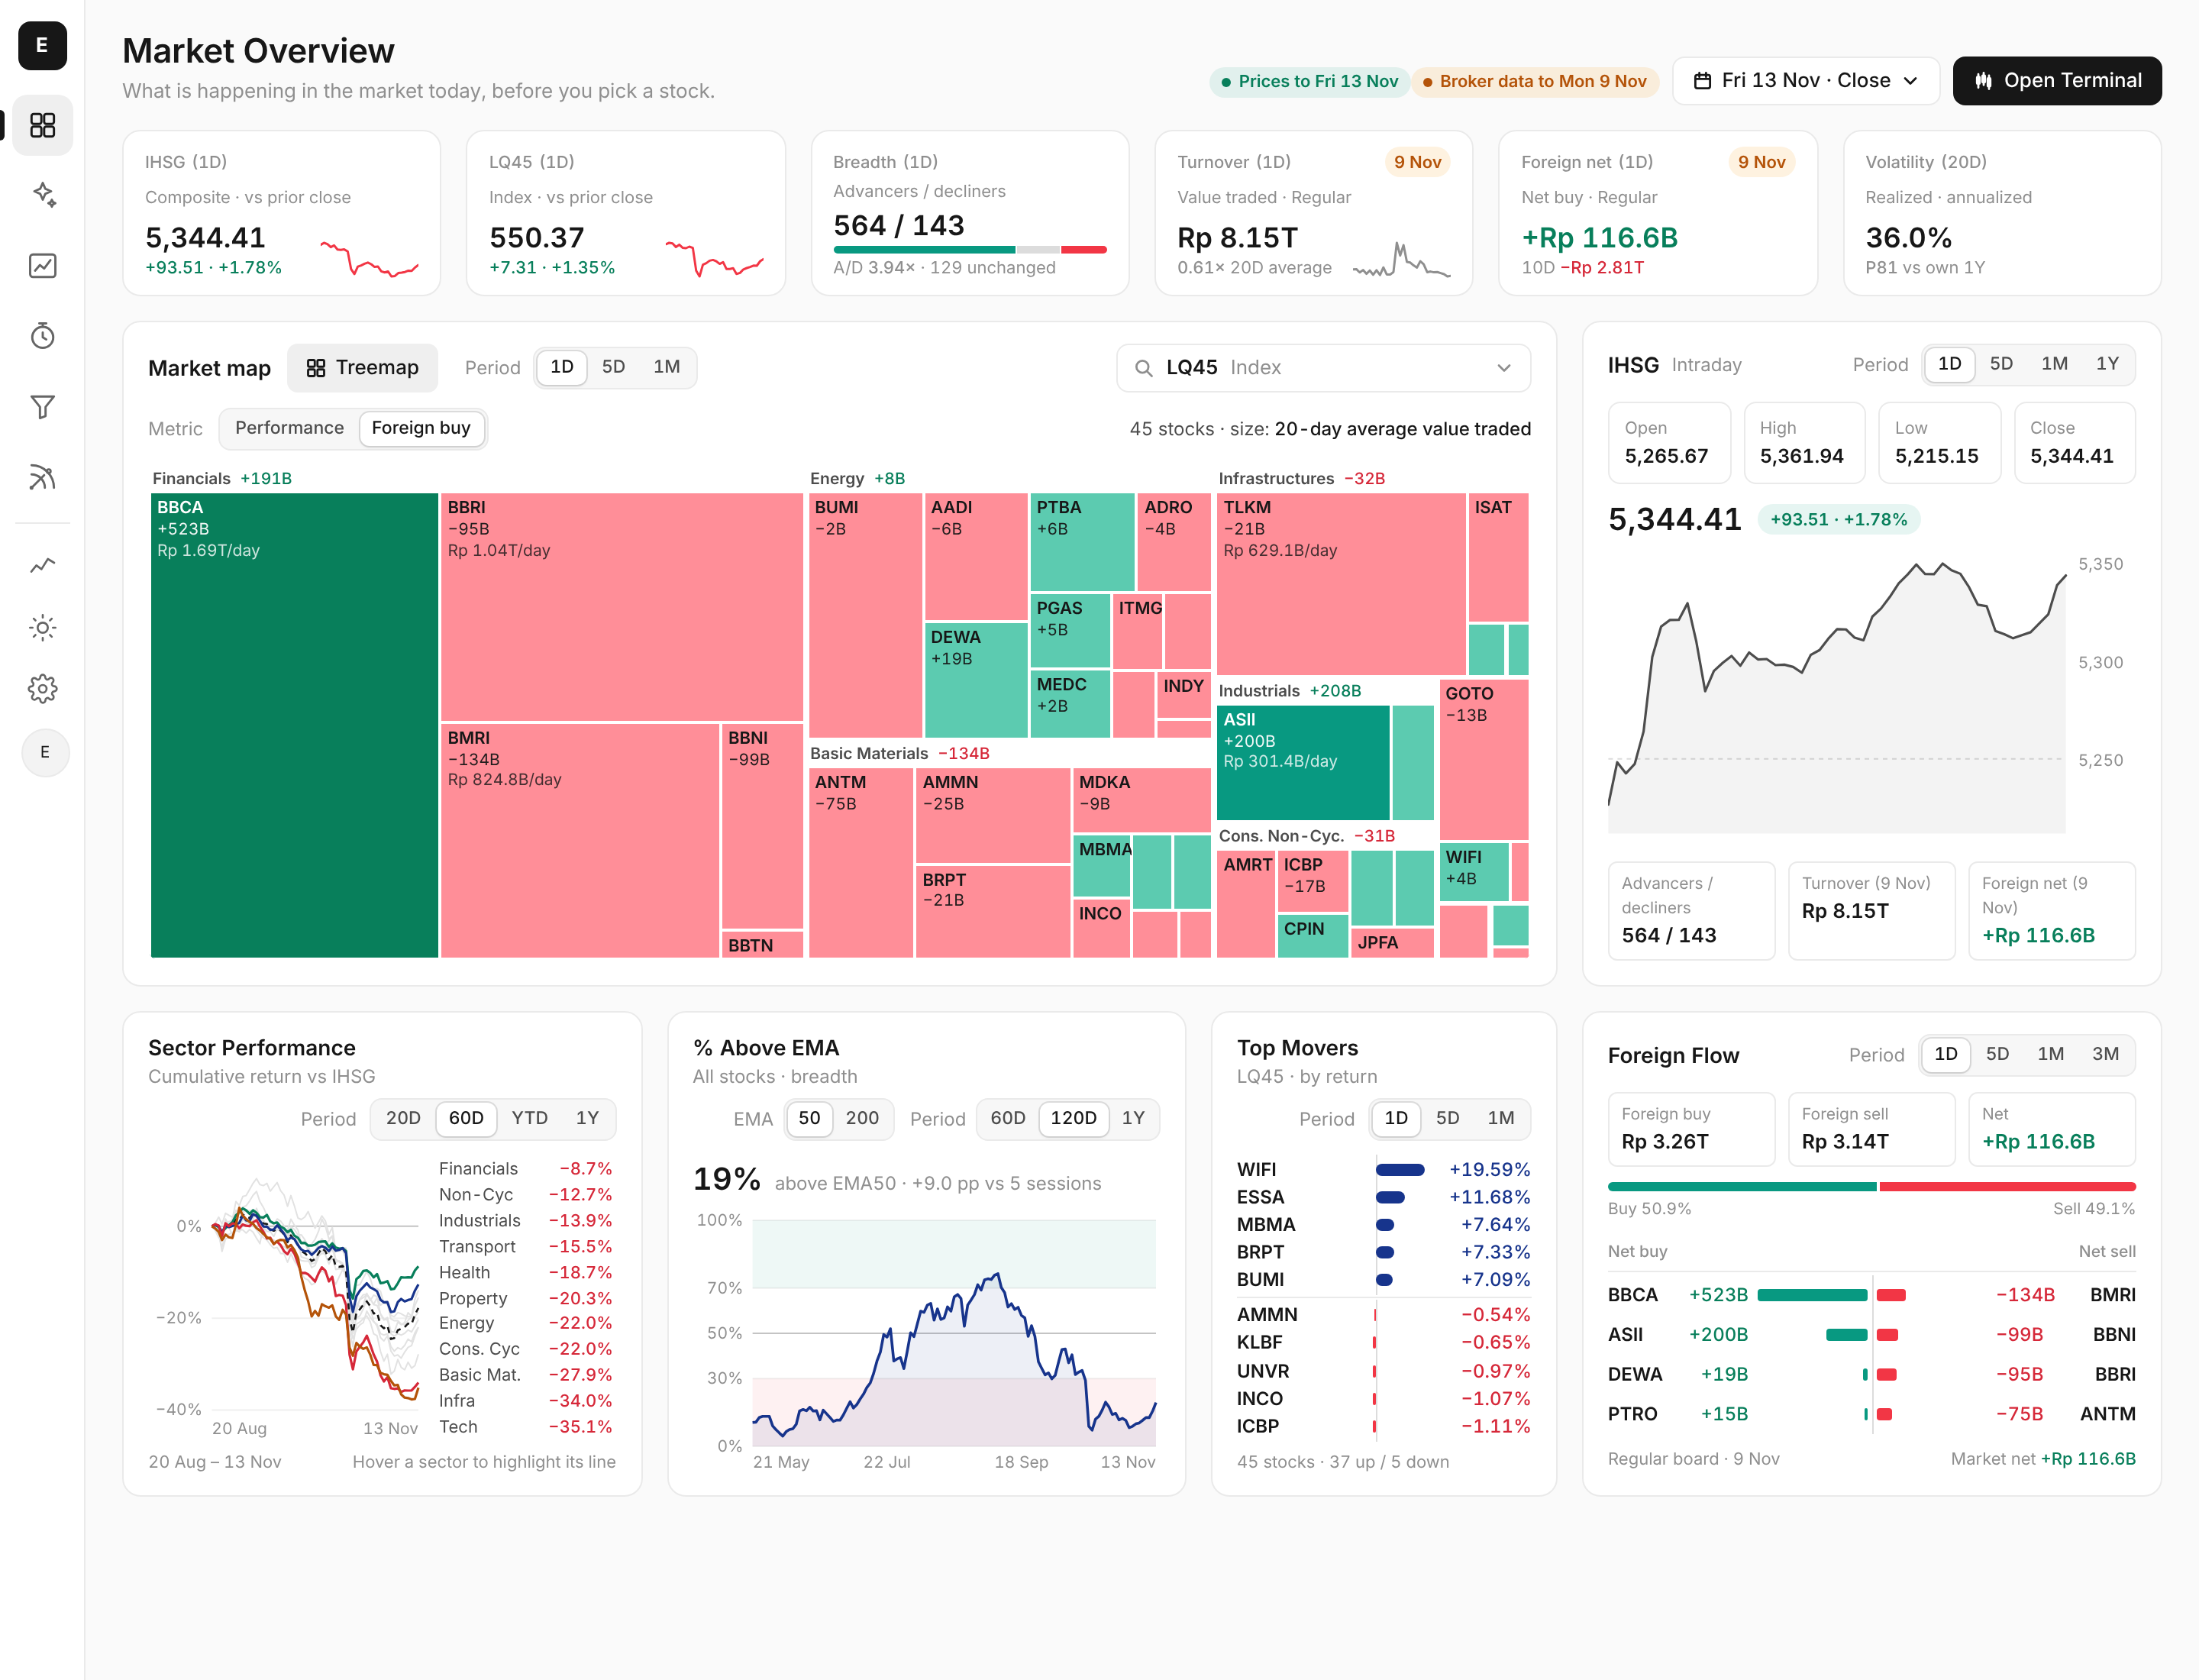 E
Market Overview
What is happening in the market today, before you pick a stock.
Prices to Fri 13 Nov
Broker data to Mon 9 Nov
Fri 13 Nov · Close
Open Terminal
IHSG (1D)
Composite · vs prior close
5,344.41
+93.51 · +1.78%
LQ45 (1D)
Index · vs prior close
550.37
+7.31 · +1.35%
Breadth (1D)
Advancers / decliners
564 / 143
A/D 3.94× · 129 unchanged
Turnover (1D)
9 Nov
Value traded · Regular
Rp 8.15T
0.61× 20D average
Foreign net (1D)
9 Nov
Net buy · Regular
+Rp 116.6B
10D −Rp 2.81T
Volatility (20D)
Realized · annualized
36.0%
P81 vs own 1Y
Market map
Treemap
Period
1D 5D 1M
LQ45 Index
Metric
Performance
Foreign buy
45 stocks · size: 20-day average value traded
Financials +191B
BBCA
+523B
Rp 1.69T/day
BBRI
−95B
Rp 1.04T/day
BMRI
−134B
Rp 824.8B/day
BBNI
−99B
BBTN
Energy +8B
BUMI
−2B
AADI
−6B
PTBA
+6B
ADRO
−4B
DEWA
+19B
PGAS
+5B
ITMG
MEDC
+2B
INDY
Basic Materials −134B
ANTM
−75B
AMMN
−25B
MDKA
−9B
BRPT
−21B
MBMA
INCO
Infrastructures −32B
TLKM
−21B
Rp 629.1B/day
ISAT
Industrials +208B
ASII
+200B
Rp 301.4B/day
GOTO
−13B
Cons. Non-Cyc. −31B
AMRT
ICBP
−17B
CPIN
JPFA
WIFI
+4B
IHSG Intraday
Period
1D 5D 1M 1Y
Open
5,265.67
High
5,361.94
Low
5,215.15
Close
5,344.41
5,344.41
+93.51 · +1.78%
5,350
5,300
5,250
Advancers /
decliners
564 / 143
Turnover (9 Nov)
Rp 8.15T
Foreign net (9
Nov)
+Rp 116.6B
E
Sector Performance
Cumulative return vs IHSG
Period
20D 60D YTD 1Y
0%
−20%
−40%
20 Aug
13 Nov
Financials −8.7%
Non-Cyc −12.7%
Industrials −13.9%
Transport −15.5%
Health −18.7%
Property −20.3%
Energy −22.0%
Cons. Cyc −22.0%
Basic Mat. −27.9%
Infra −34.0%
Tech −35.1%
20 Aug – 13 Nov
Hover a sector to highlight its line
% Above EMA
All stocks · breadth
EMA
50 200
Period
60D 120D 1Y
19% above EMA50 · +9.0 pp vs 5 sessions
100%
70%
50%
30%
0%
21 May
22 Jul
18 Sep
13 Nov
Top Movers
LQ45 · by return
Period
1D 5D 1M
WIFI +19.59%
ESSA +11.68%
MBMA +7.64%
BRPT +7.33%
BUMI +7.09%
AMMN −0.54%
KLBF −0.65%
UNVR −0.97%
INCO −1.07%
ICBP −1.11%
45 stocks · 37 up / 5 down
Foreign Flow
Period
1D 5D 1M 3M
Foreign buy
Rp 3.26T
Foreign sell
Rp 3.14T
Net
+Rp 116.6B
Buy 50.9%
Sell 49.1%
Net buy
Net sell
BBCA +523B −134B BMRI
ASII +200B −99B BBNI
DEWA +19B −95B BBRI
PTRO +15B −75B ANTM
Regular board · 9 Nov
Market net +Rp 116.6B